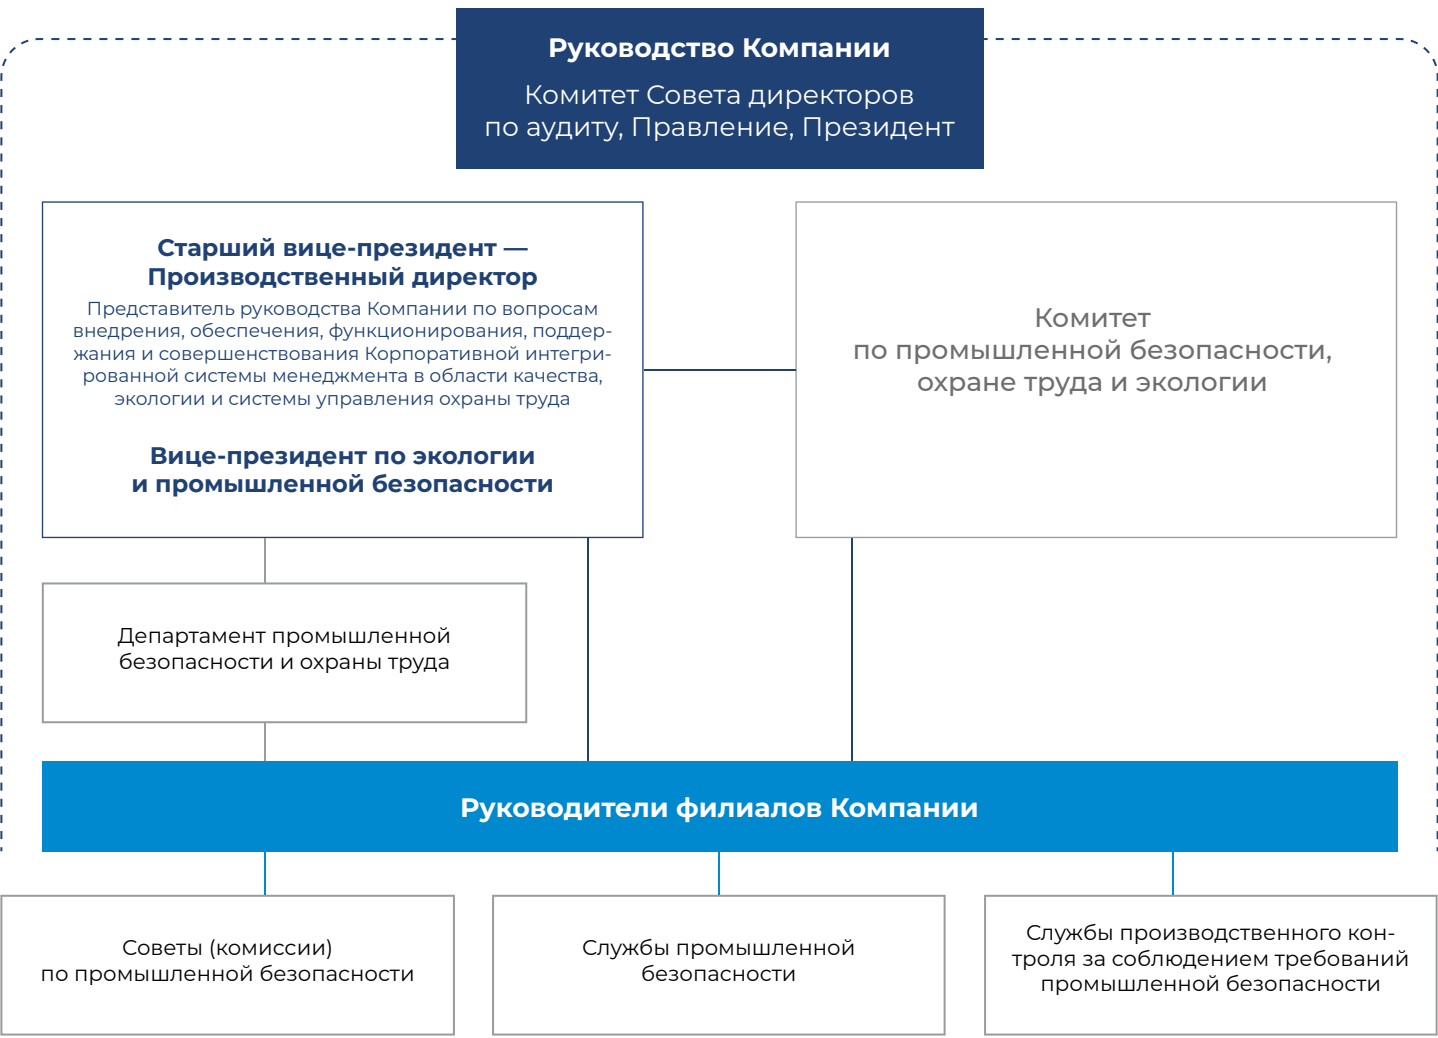 Руководство Компании
Комитет Совета директоров
по аудиту, Правление, Президент
Старший вице-президент —
Производственный директор
Представитель руководства Компании по вопросам
внедрения, обеспечения, функционирования, поддер-
жания и совершенствования Корпоративной интегри-
рованной системы менеджмента в области качества,
экологии и системы управления охраны труда
Вице-президент по экологии
и промышленной безопасности
Комитет
по промышленной безопасности,
охране труда и экологии
Департамент промышленной
безопасности и охраны труда
Руководители филиалов Компании
Советы (комиссии)
по промышленной безопасности
Службы промышленной
безопасности
Службы производственного кон-
троля за соблюдением требований
промышленной безопасности